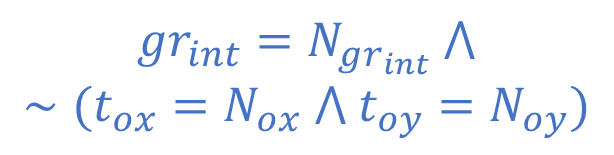 gr_int = N_gr_int ∧
~ (t_ox = N_ox ∧ t_oy = N_oy)